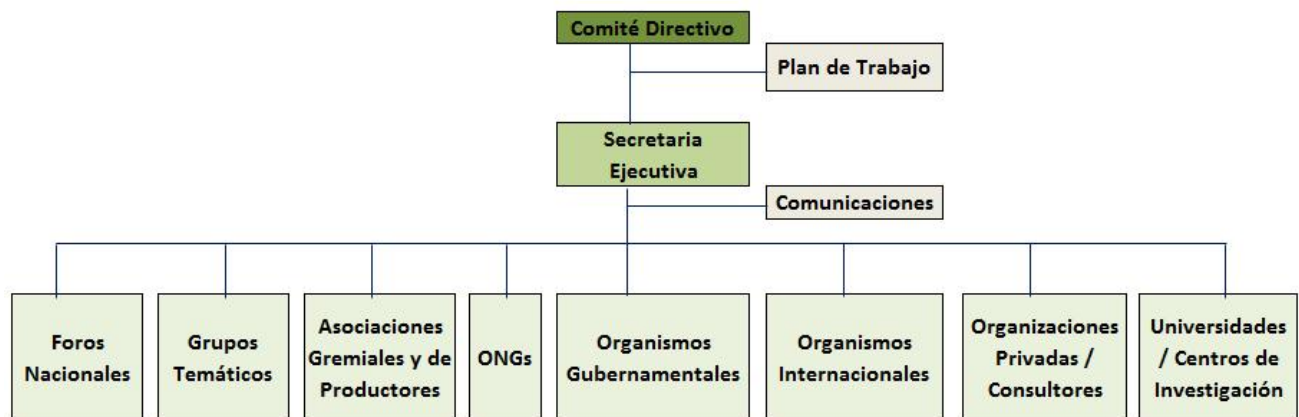 Comité Directivo
Plan de Trabajo
Secretaria
Ejecutiva
Comunicaciones
Foros
Nacionales
Grupos
Temáticos
Asociaciones
Gremiales y de
Productores
ONGs
Organismos
Gubernamentales
Organismos
Internacionales
Organizaciones
Privadas /
Consultores
Universidades
/ Centros de
Investigación